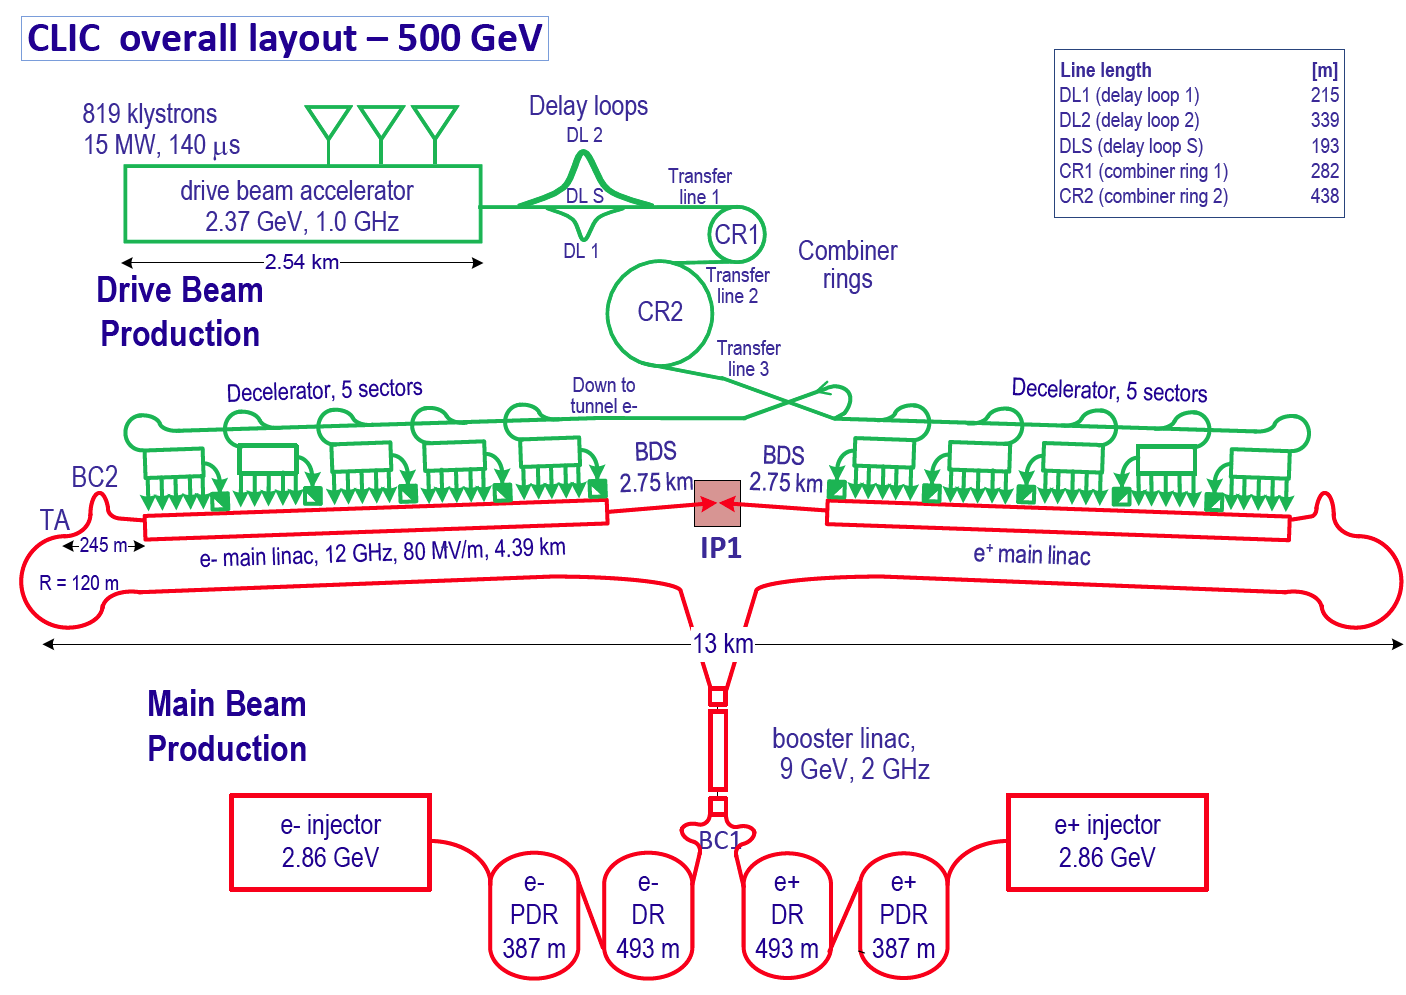 CLIC overall layout – 500 GeV
Line length [m]
DL1 (delay loop 1) 215
DL2 (delay loop 2) 339
DLS (delay loop S) 193
CR1 (combiner ring 1) 282
CR2 (combiner ring 2) 438
819 klystrons
15 MW, 140 μs
Delay loops
DL 2
drive beam accelerator
2.37 GeV, 1.0 GHz
DL S
DL 1
Transfer
line 1
CR1
Combiner
rings
2.54 km
Drive Beam
Production
Transfer
line 2
CR2
Transfer
line 3
Decelerator, 5 sectors
Down to
tunnel e-
Decelerator, 5 sectors
BDS
2.75 km
BDS
2.75 km
BC2
TA
245 m
IP1
e- main linac, 12 GHz, 80 MV/m, 4.39 km
e+ main linac
R = 120 m
13 km
Main Beam
Production
booster linac,
9 GeV, 2 GHz
BC1
e- injector
2.86 GeV
e+ injector
2.86 GeV
e-
PDR
387 m
e-
DR
493 m
e+
DR
493 m
e+
PDR
387 m